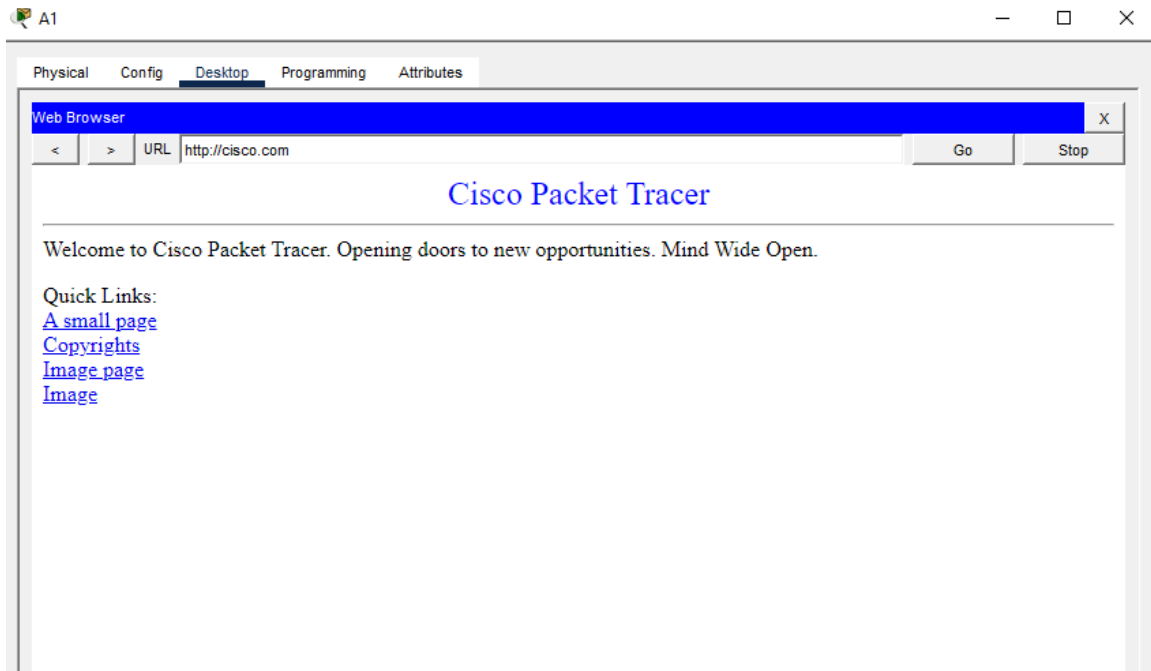 A1
Physical Config Desktop Programming Attributes
Web Browser X
< > URL http://cisco.com Go Stop
Cisco Packet Tracer
Welcome to Cisco Packet Tracer. Opening doors to new opportunities. Mind Wide Open.
Quick Links:
A small page
Copyrights
Image page
Image